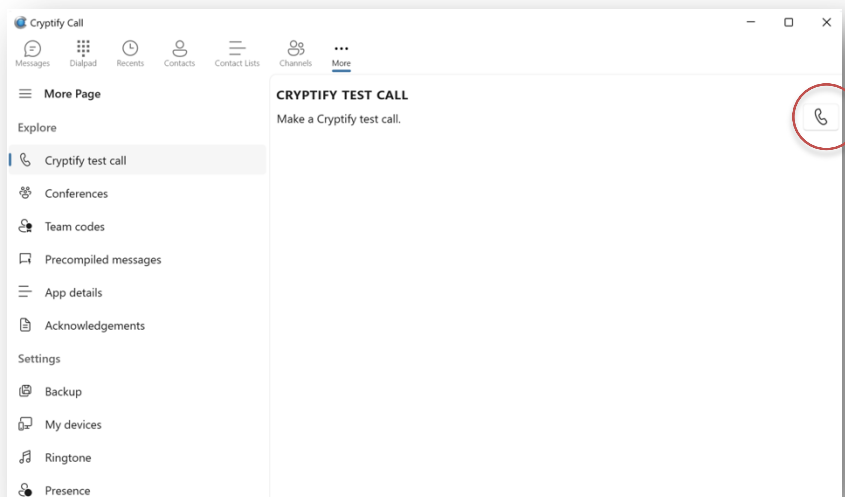 Cryptify Call
Messages Dialpad Recents Contacts Contact Lists Channels More
More Page
Explore
Cryptify test call
Conferences
Team codes
Precompiled messages
App details
Acknowledgements
Settings
Backup
My devices
Ringtone
Presence
CRYPTIFY TEST CALL
Make a Cryptify test call.